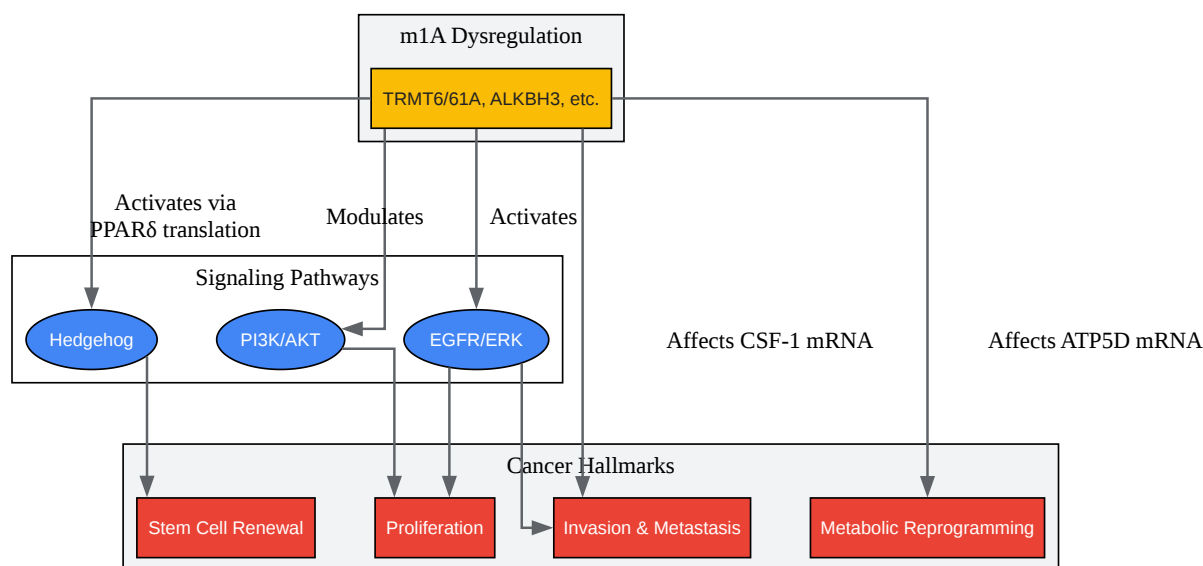 m1A Dysregulation
TRMT6/61A, ALKBH3, etc.
Activates via
PPARδ translation
Modulates
Activates
Signaling Pathways
Hedgehog
PI3K/AKT
EGFR/ERK
Affects CSF-1 mRNA
Affects ATP5D mRNA
Cancer Hallmarks
Stem Cell Renewal
Proliferation
Invasion & Metastasis
Metabolic Reprogramming